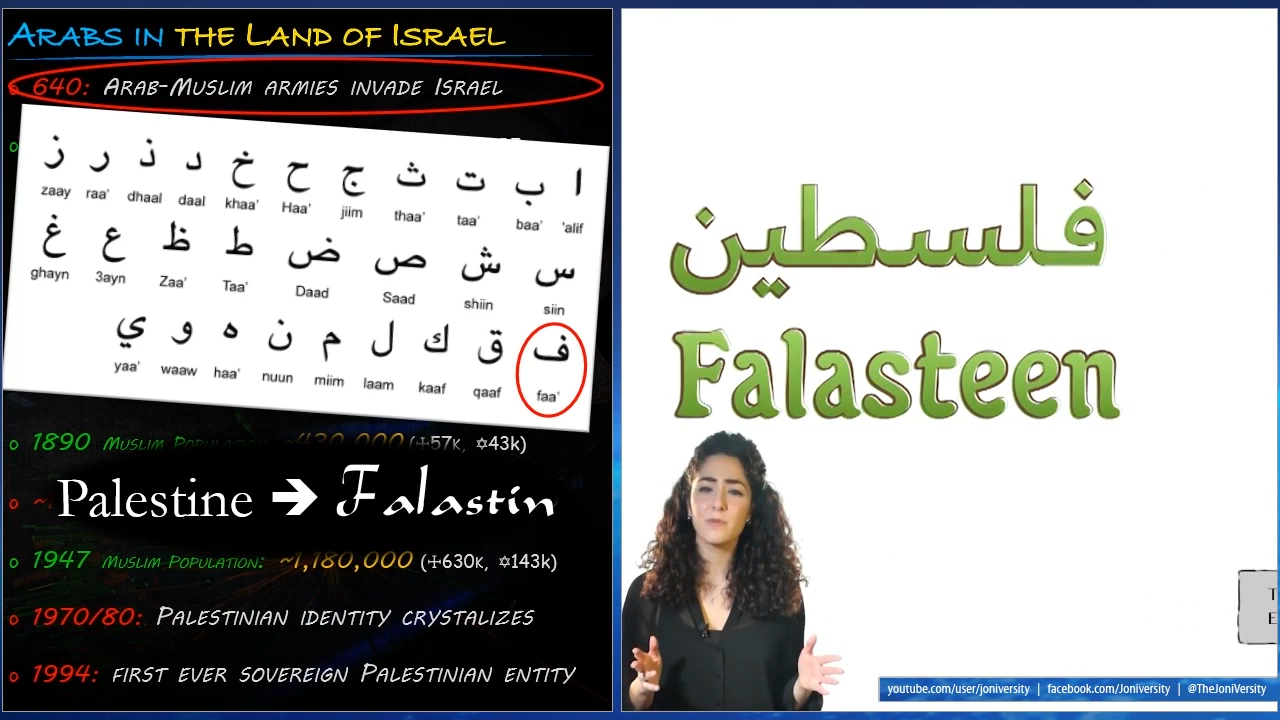 ARABS IN THE LAND OF ISRAEL
640: ARAB-MUSLIM ARMIES INVADE ISRAEL
ا ب ت ث ج ح خ د ذ ر ز
'alif baa' taa' thaa' jiim Haa' khaa' daal dhaal raa' zaay
س ش ص ض ط ظ ع غ
siin shiin Saad Daad Taa' Zaa' 3ayn ghayn
ف ق ك ل م ن ه و ي
faa' qaaf kaaf laam miim nuun haa' waaw yaa'
1890 MUSLIM POPULATION: ~430,000 (☩57K, ✡43k)
Palestine ➔ Falastin
1947 MUSLIM POPULATION: ~1,180,000 (☩630K, ✡143k)
1970/80: PALESTINIAN IDENTITY CRYSTALIZES
1994: FIRST EVER SOVEREIGN PALESTINIAN ENTITY
فلسطين
Falasteen
youtube.com/user/joniversity | facebook.com/Joniversity | @TheJoniVersity